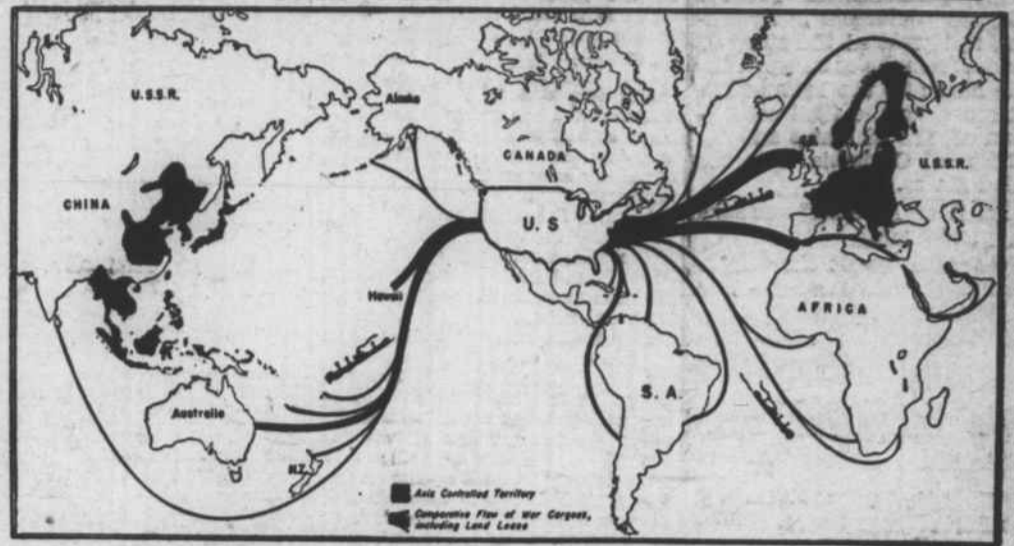 U.S.S.R.
Alaska
CANADA
CHINA
U. S
G.B.
U.S.S.R.
Hawaii
AFRICA
Australia
S. A.
N.Z.
Axis Controlled Territory
Comparative Flow of War Cargoes,
including Lend Lease